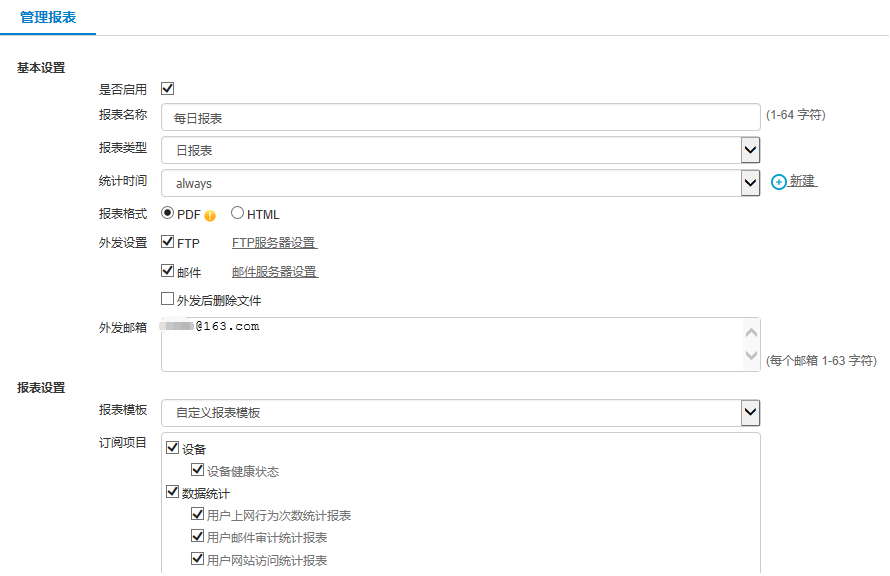 管理报表
基本设置
是否启用
报表名称 每日报表 (1-64 字符)
报表类型 日报表
统计时间 always 新建
报表格式 PDF HTML
外发设置 FTP FTP服务器设置
邮件 邮件服务器设置
外发后删除文件
外发邮箱 @163.com
(每个邮箱 1-63 字符)
报表设置
报表模板 自定义报表模板
订阅项目
设备
设备健康状态
数据统计
用户上网行为次数统计报表
用户邮件审计统计报表
用户网站访问统计报表